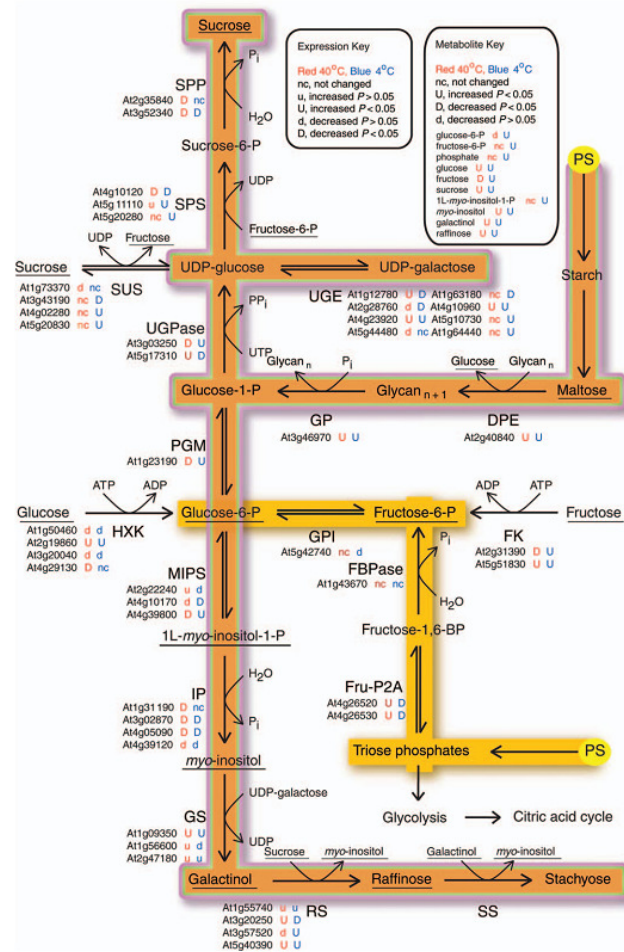 Sucrose
Expression Key
Red 40°C, Blue 4°C
nc, not changed
u, increased P > 0.05
U, increased P < 0.05
d, decreased P > 0.05
D, decreased P < 0.05
Metabolite Key
Red 40°C, Blue 4°C
nc, not changed
U, increased P < 0.05
D, decreased P < 0.05
d, decreased P > 0.05
glucose-6-P d U
fructose-6-P nc U
phosphate nc U
glucose U U
fructose D U
sucrose U U
1L-myo-inositol-1-P nc U
myo-inositol U U
galactinol U U
raffinose U U
SPP
At2g35840 D nc
At3g52340 D D
Pi
H2O
Sucrose-6-P
PS
At4g10120 D D
At5g11110 u U
At5g20280 nc U
SPS
UDP
Fructose-6-P
UDP Fructose
Sucrose
UDP-glucose
UDP-galactose
Starch
SUS
At1g73370 d nc
At3g43190 nc D
At4g02280 nc U
At5g20830 nc U
UGE
At1g12780 U D At1g63180 nc D
At2g28760 d D At4g10960 U U
At4g23920 U U At5g10730 nc U
At5g44480 d nc At1g64440 nc U
UGPase
At3g03250 D U
At5g17310 U D
PPi
UTP
Glycan n Pi
Glucose Glycan n
Glucose-1-P
Glycan n + 1
Maltose
GP
At3g46970 U U
DPE
At2g40840 U U
PGM
At1g23190 D U
ATP ADP
ADP ATP
Glucose
Glucose-6-P
Fructose-6-P
Fructose
HXK
At1g50460 d d
At2g19860 U U
At3g20040 d d
At4g29130 D nc
GPI
At5g42740 nc d
FK
At2g31390 D U
At5g51830 U U
FBPase
At1g43670 nc nc
Pi
H2O
MIPS
At2g22240 u d
At4g10170 d D
At4g39800 D U
1L-myo-inositol-1-P
Fructose-1,6-BP
IP
At1g31190 D nc
At3g02870 D D
At4g05090 D D
At4g39120 d d
H2O
Pi
Fru-P2A
At4g26520 U D
At4g26530 U D
myo-inositol
Triose phosphates
PS
GS
At1g09350 U U
At1g56600 u d
At2g47180 u u
UDP-galactose
UDP
Glycolysis
Citric acid cycle
Sucrose myo-inositol
Galactinol myo-inositol
Galactinol
Raffinose
Stachyose
RS
SS
At1g55740 u u
At3g20250 U D
At3g57520 d U
At5g40390 U U